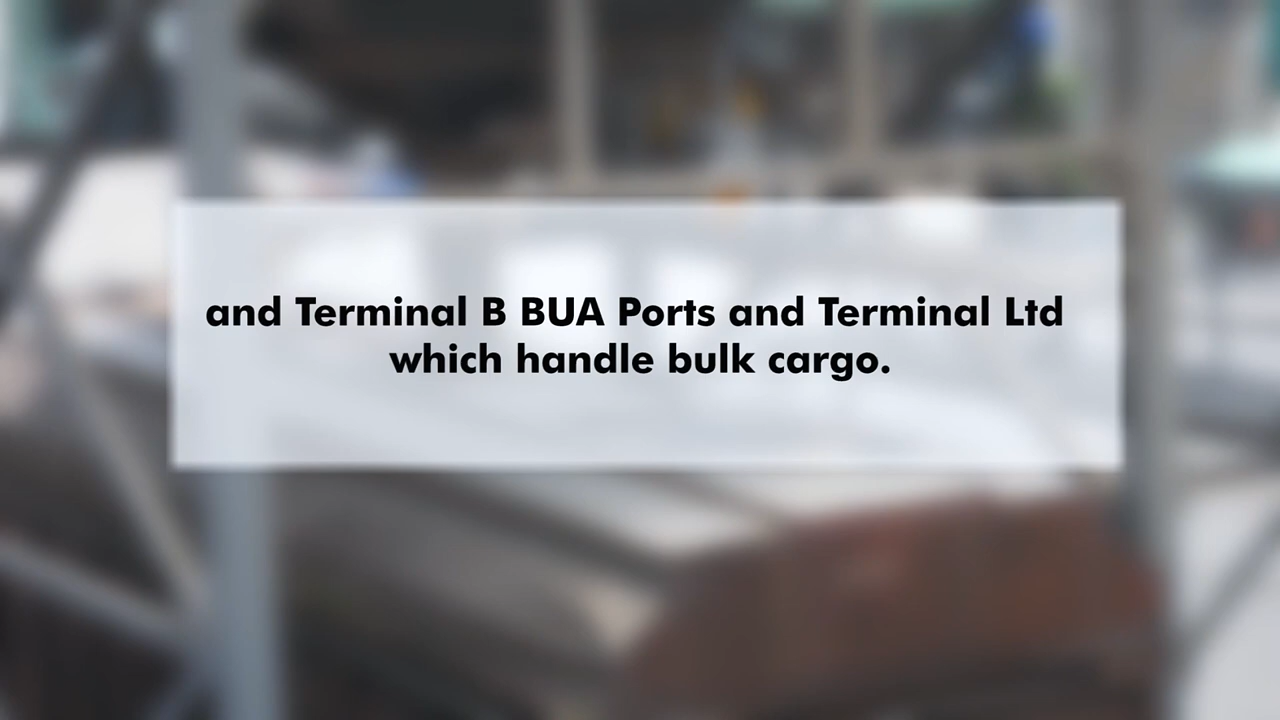 and Terminal B BUA Ports and Terminal Ltd
which handle bulk cargo.